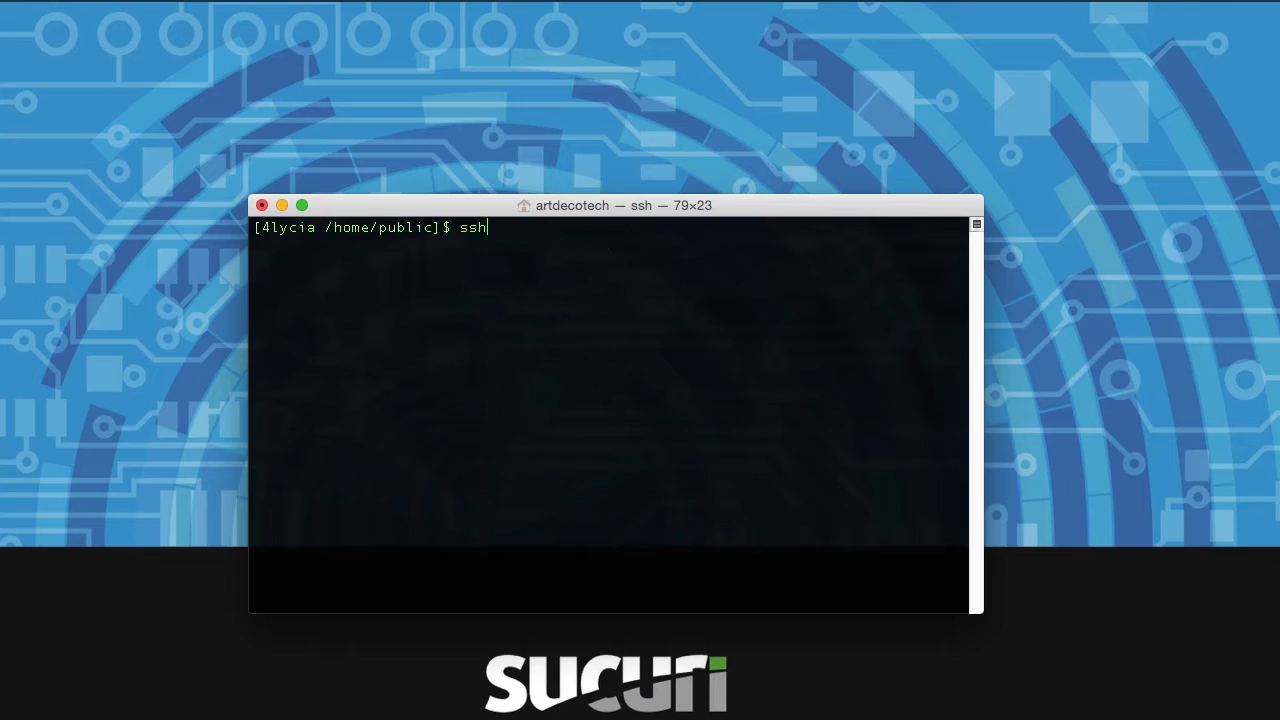 artdecotech — ssh — 79×23
[4lycia /home/public]$ ssh
sucuri